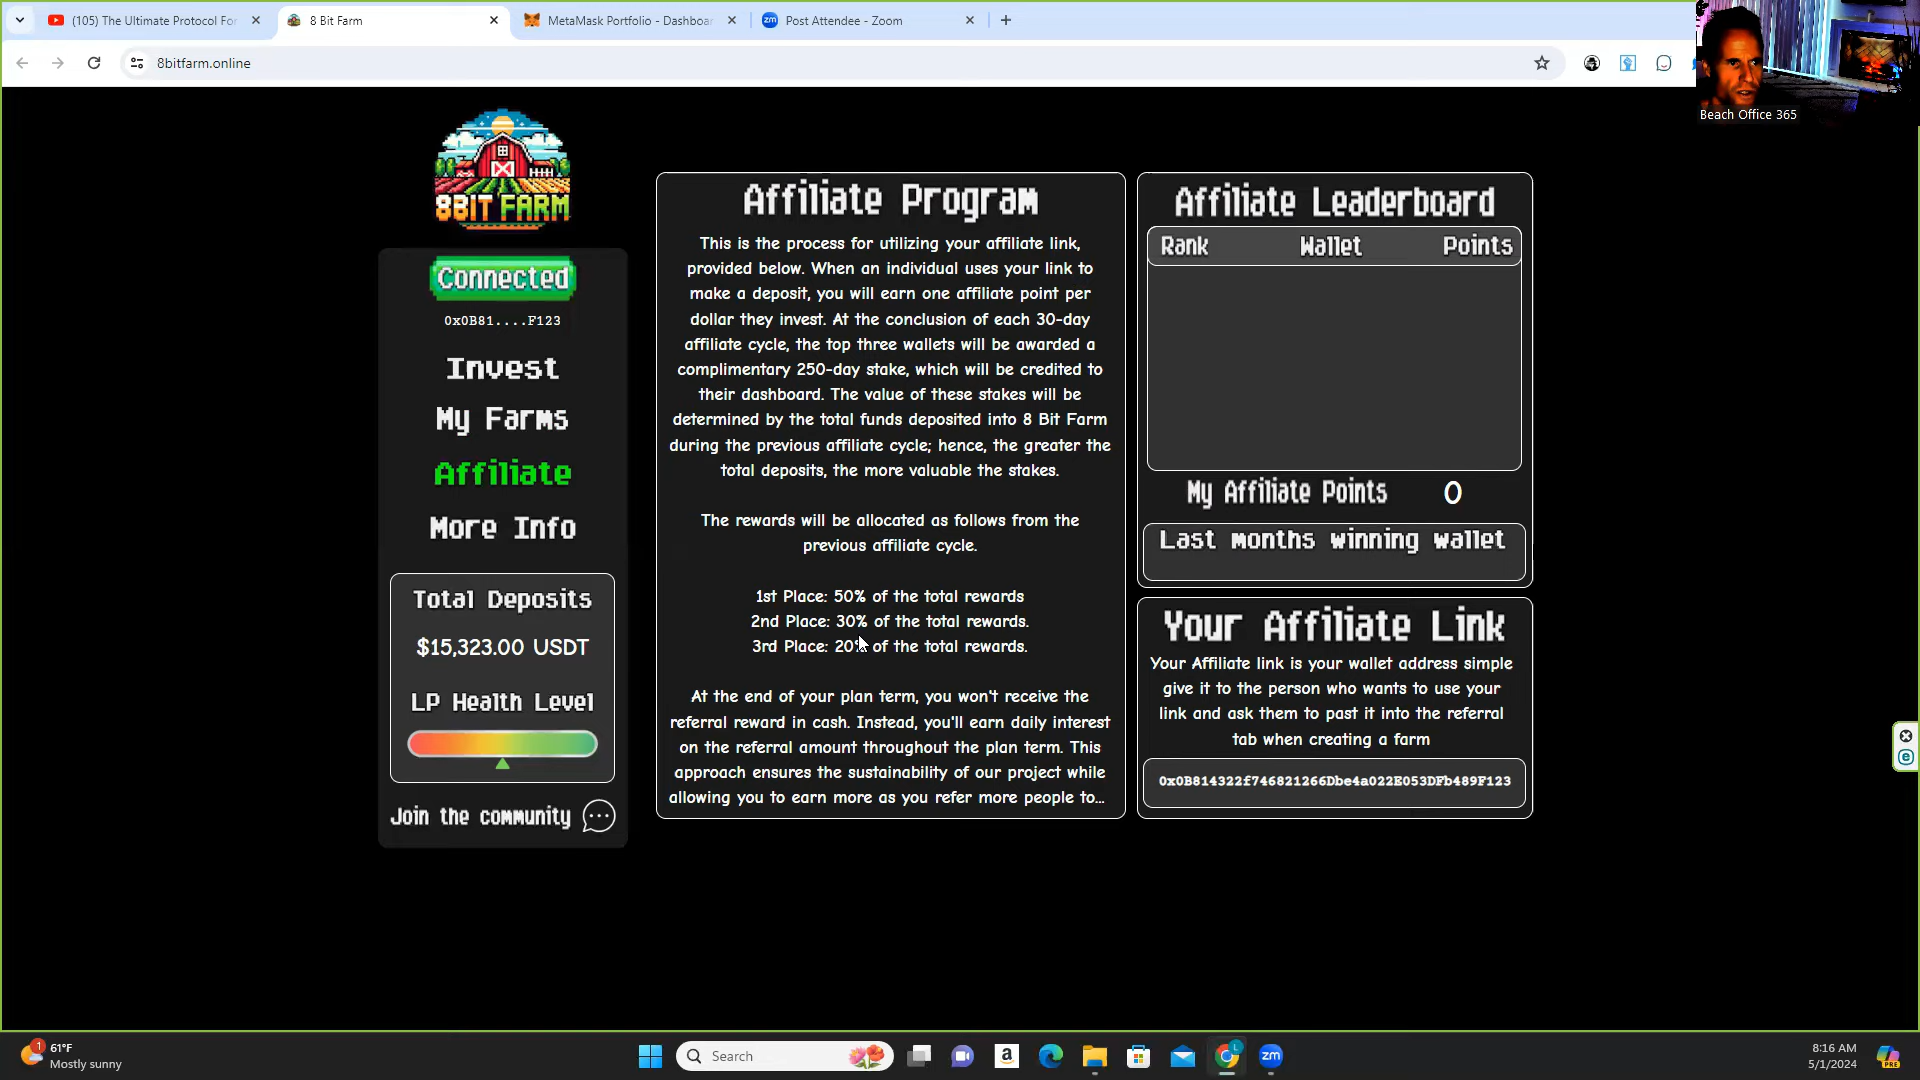 (105) The Ultimate Protocol For
8 Bit Farm
MetaMask Portfolio - Dashboar
zm
Post Attendee - Zoom
8bitfarm.online
Beach Office 365
8BIT FARM
Connected
0x0B81....F123
Invest
My Farms
Affiliate
More Info
Total Deposits
$15,323.00 USDT
LP Health Level
Join the community
Affiliate Program
This is the process for utilizing your affiliate link,
provided below. When an individual uses your link to
make a deposit, you will earn one affiliate point per
dollar they invest. At the conclusion of each 30-day
affiliate cycle, the top three wallets will be awarded a
complimentary 250-day stake, which will be credited to
their dashboard. The value of these stakes will be
determined by the total funds deposited into 8 Bit Farm
during the previous affiliate cycle; hence, the greater the
total deposits, the more valuable the stakes.
The rewards will be allocated as follows from the
previous affiliate cycle.
1st Place: 50% of the total rewards
2nd Place: 30% of the total rewards.
3rd Place: 20% of the total rewards.
At the end of your plan term, you won't receive the
referral reward in cash. Instead, you'll earn daily interest
on the referral amount throughout the plan term. This
approach ensures the sustainability of our project while
allowing you to earn more as you refer more people to...
Affiliate Leaderboard
Rank Wallet Points
My Affiliate Points 0
Last months winning wallet
Your Affiliate Link
Your Affiliate link is your wallet address simple
give it to the person who wants to use your
link and ask them to past it into the referral
tab when creating a farm
0x0B814322f746821266Dbe4a022E053DFb489F123
1
61°F
Mostly sunny
Search
a
L
zm
8:16 AM
5/1/2024
PRE